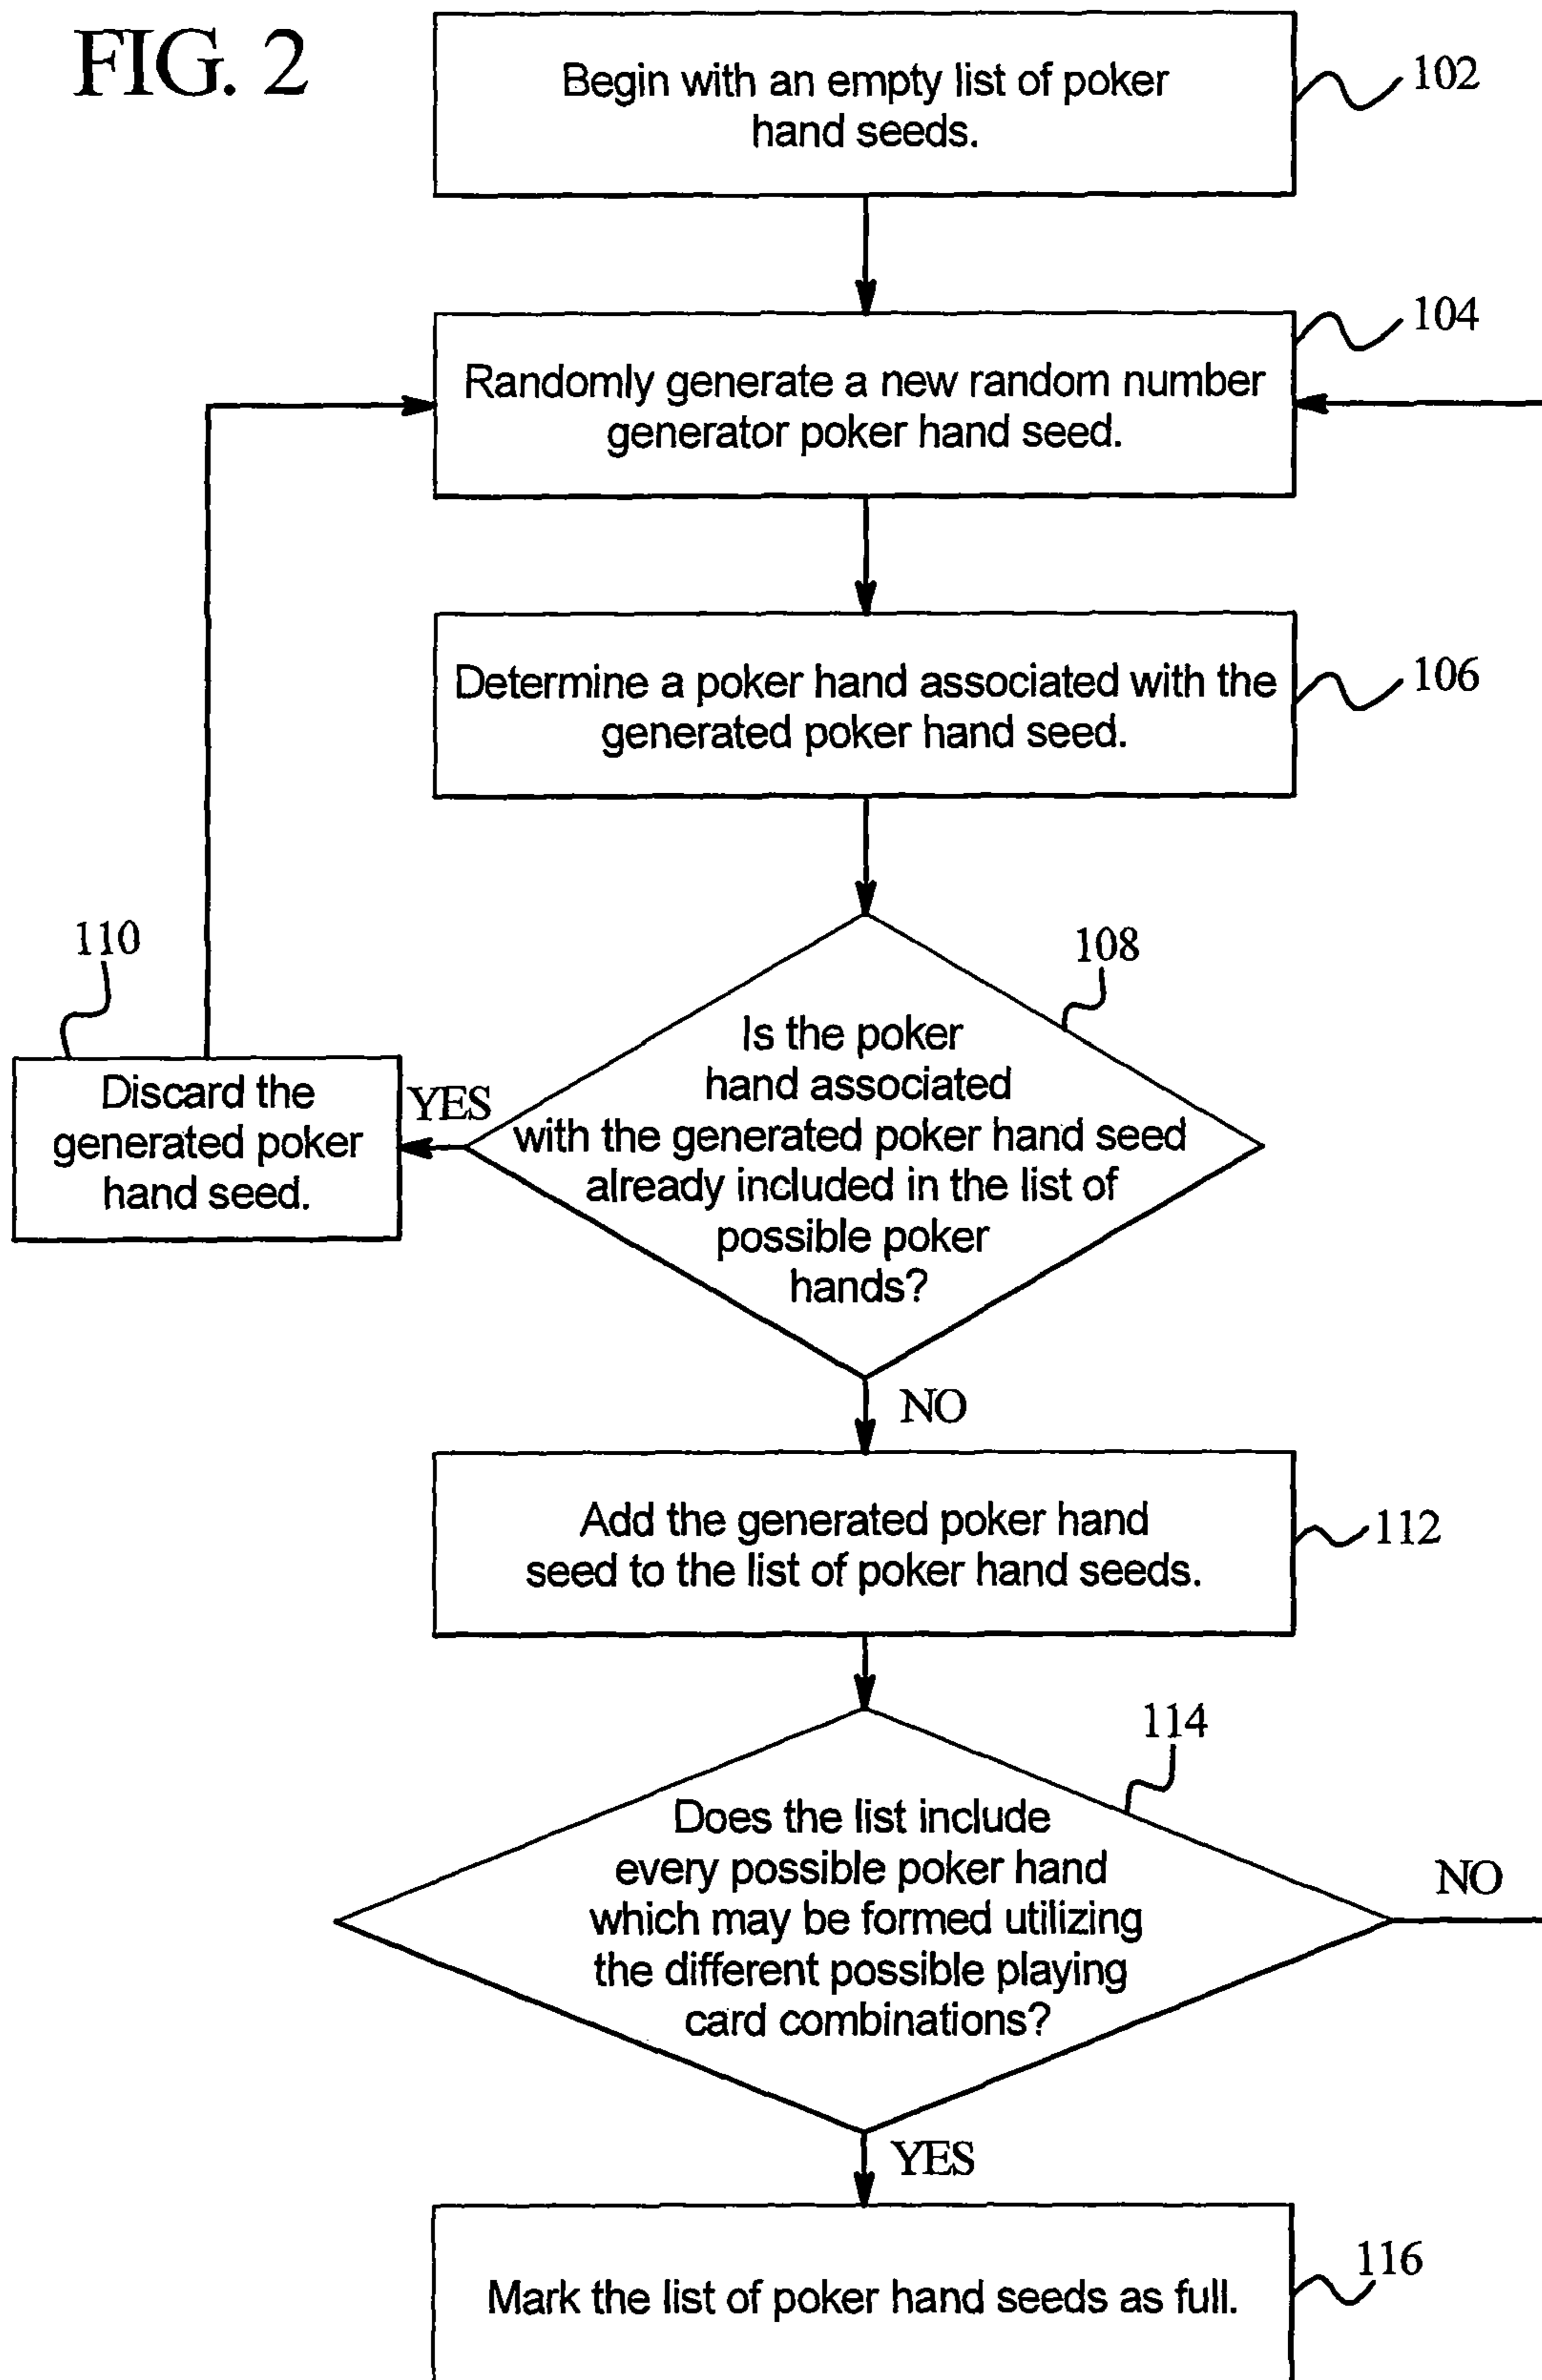 FIG. 2
Begin with an empty list of poker
hand seeds.
102
104
Randomly generate a new random number
generator poker hand seed.
Determine a poker hand associated with the
generated poker hand seed.
106
110
108
Is the poker
hand associated
with the generated poker hand seed
already included in the list of
possible poker
hands?
YES
Discard the
generated poker
hand seed.
NO
Add the generated poker hand
seed to the list of poker hand seeds.
112
114
Does the list include
every possible poker hand
which may be formed utilizing
the different possible playing
card combinations?
NO
YES
Mark the list of poker hand seeds as full.
116